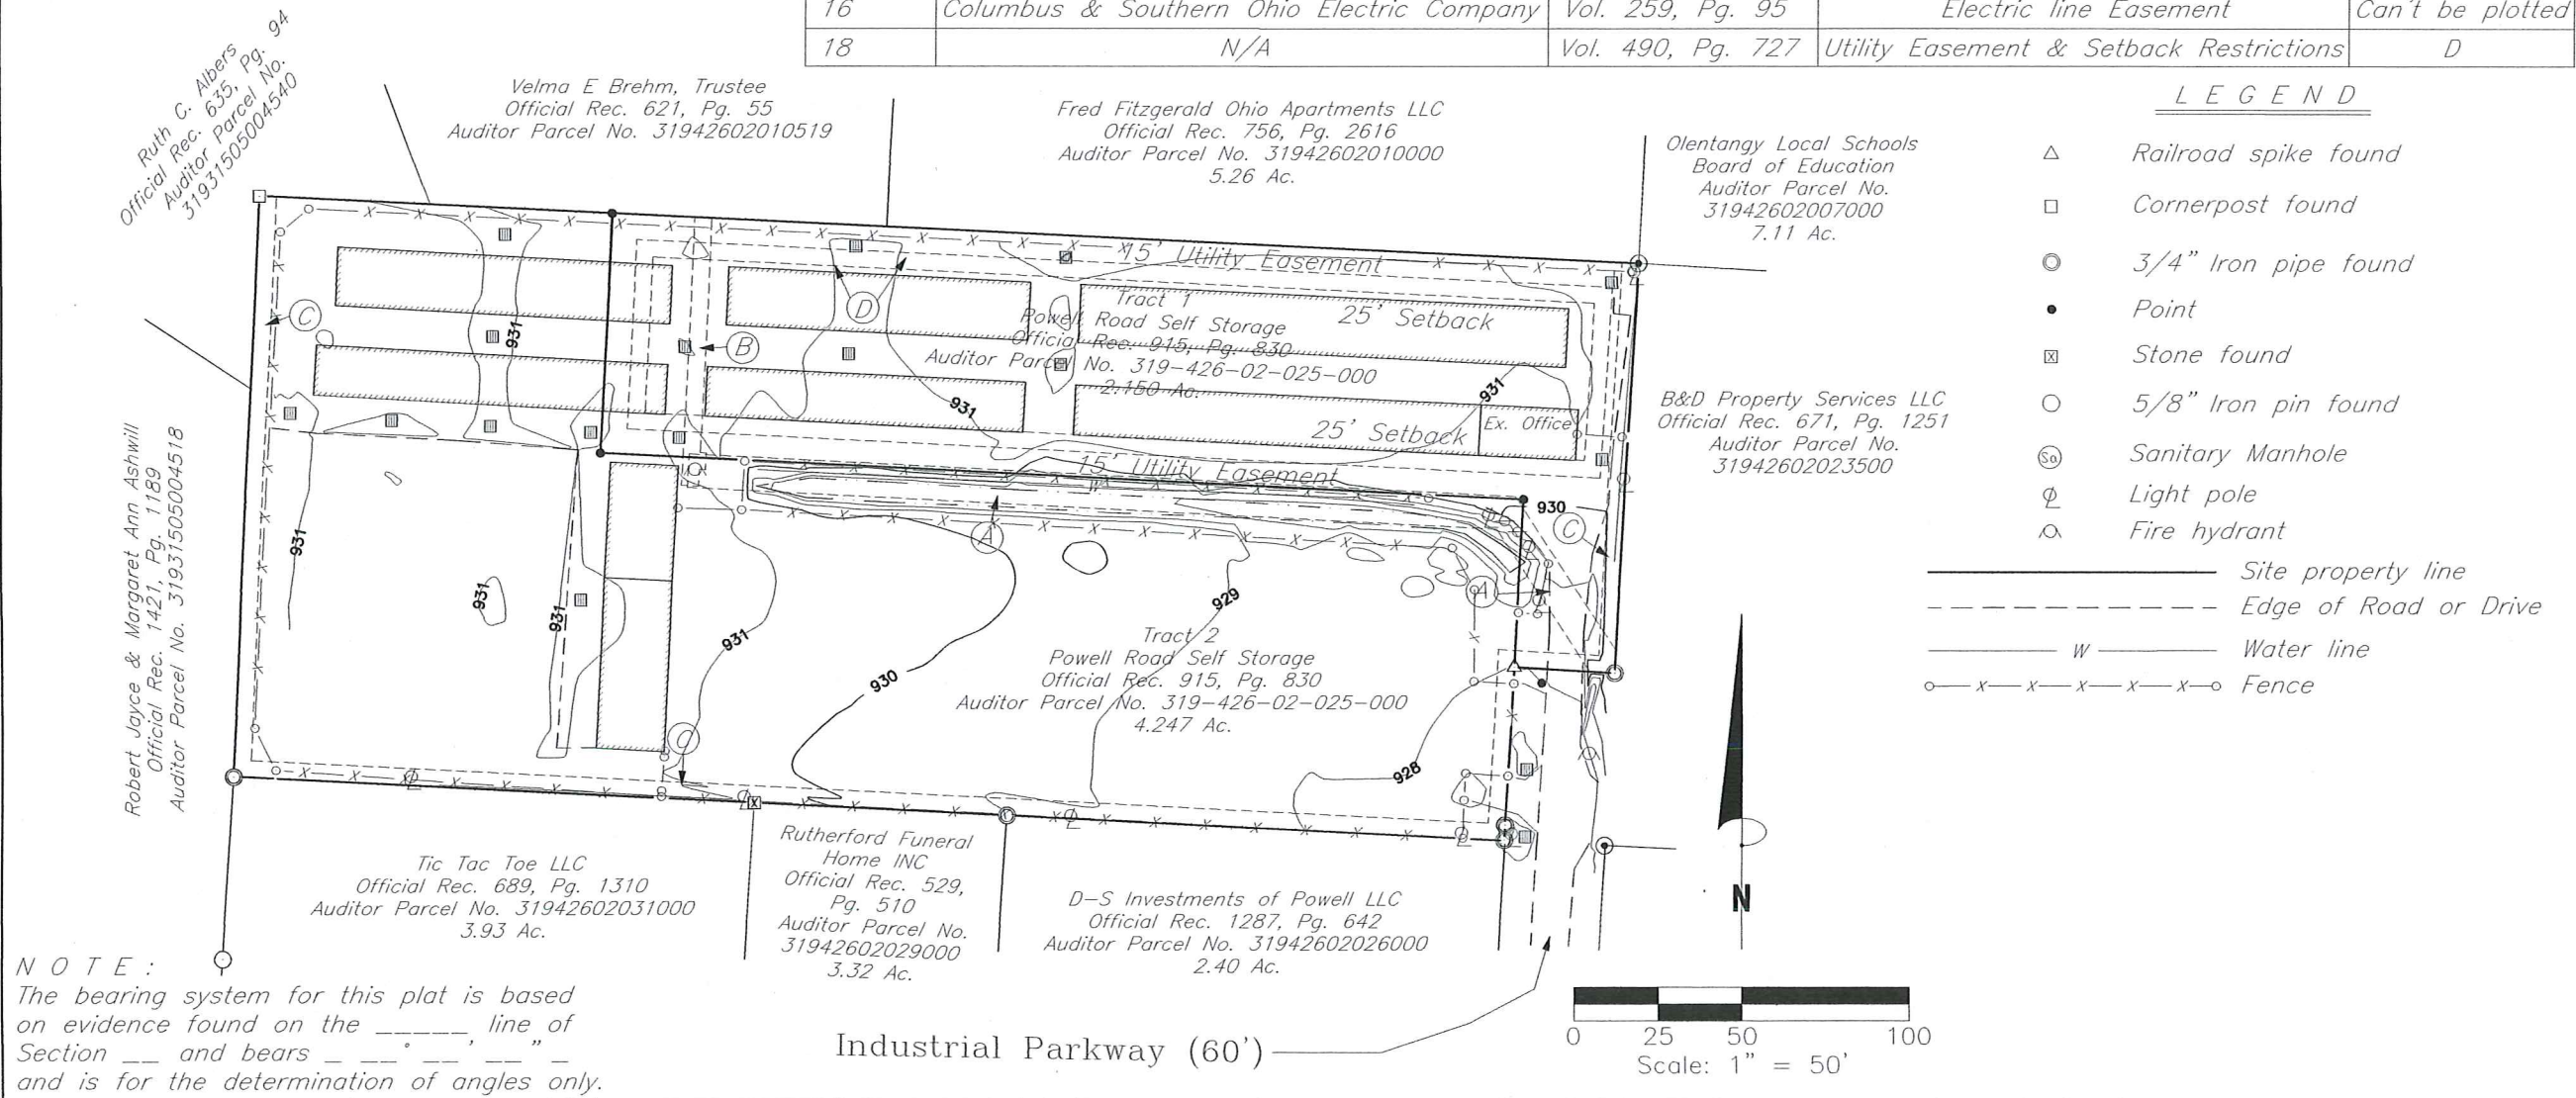 16 Columbus & Southern Ohio Electric Company Vol. 259, Pg. 95 Electric line Easement Can't be plotted
18 N/A Vol. 490, Pg. 727 Utility Easement & Setback Restrictions D
Ruth C. Albers
Official Rec. 635, Pg. 94
Auditor Parcel No.
31931505004540
Velma E Brehm, Trustee
Official Rec. 621, Pg. 55
Auditor Parcel No. 31942602010519
Fred Fitzgerald Ohio Apartments LLC
Official Rec. 756, Pg. 2616
Auditor Parcel No. 31942602010000
5.26 Ac.
Olentangy Local Schools
Board of Education
Auditor Parcel No.
31942602007000
7.11 Ac.
LEGEND
Railroad spike found
Cornerpost found
3/4" Iron pipe found
Point
Stone found
5/8" Iron pin found
Sa Sanitary Manhole
Light pole
Fire hydrant
Site property line
Edge of Road or Drive
W Water line
X X X X X Fence
15' Utility Easement
Tract 1
Powell Road Self Storage
Official Rec. 915, Pg. 830
Auditor Parcel No. 319-426-02-025-000
2.150 Ac.
25' Setback
25' Setback
Ex. Office
15' Utility Easement
C
B
D
A
C
A
C
931
931
931
931
931
931
931
930
930
929
928
B&D Property Services LLC
Official Rec. 671, Pg. 1251
Auditor Parcel No.
31942602023500
Robert Jayce & Margaret Ann Ashwill
Official Rec. 1421, Pg. 1189
Auditor Parcel No. 31931505004518
Tract 2
Powell Road Self Storage
Official Rec. 915, Pg. 830
Auditor Parcel No. 319-426-02-025-000
4.247 Ac.
Tic Tac Toe LLC
Official Rec. 689, Pg. 1310
Auditor Parcel No. 31942602031000
3.93 Ac.
Rutherford Funeral
Home INC
Official Rec. 529,
Pg. 510
Auditor Parcel No.
31942602029000
3.32 Ac.
D-S Investments of Powell LLC
Official Rec. 1287, Pg. 642
Auditor Parcel No. 31942602026000
2.40 Ac.
N
NOTE:
The bearing system for this plat is based
on evidence found on the _____ line of
Section __ and bears _ __° __' __" _
and is for the determination of angles only.
Industrial Parkway (60')
0 25 50 100
Scale: 1" = 50'